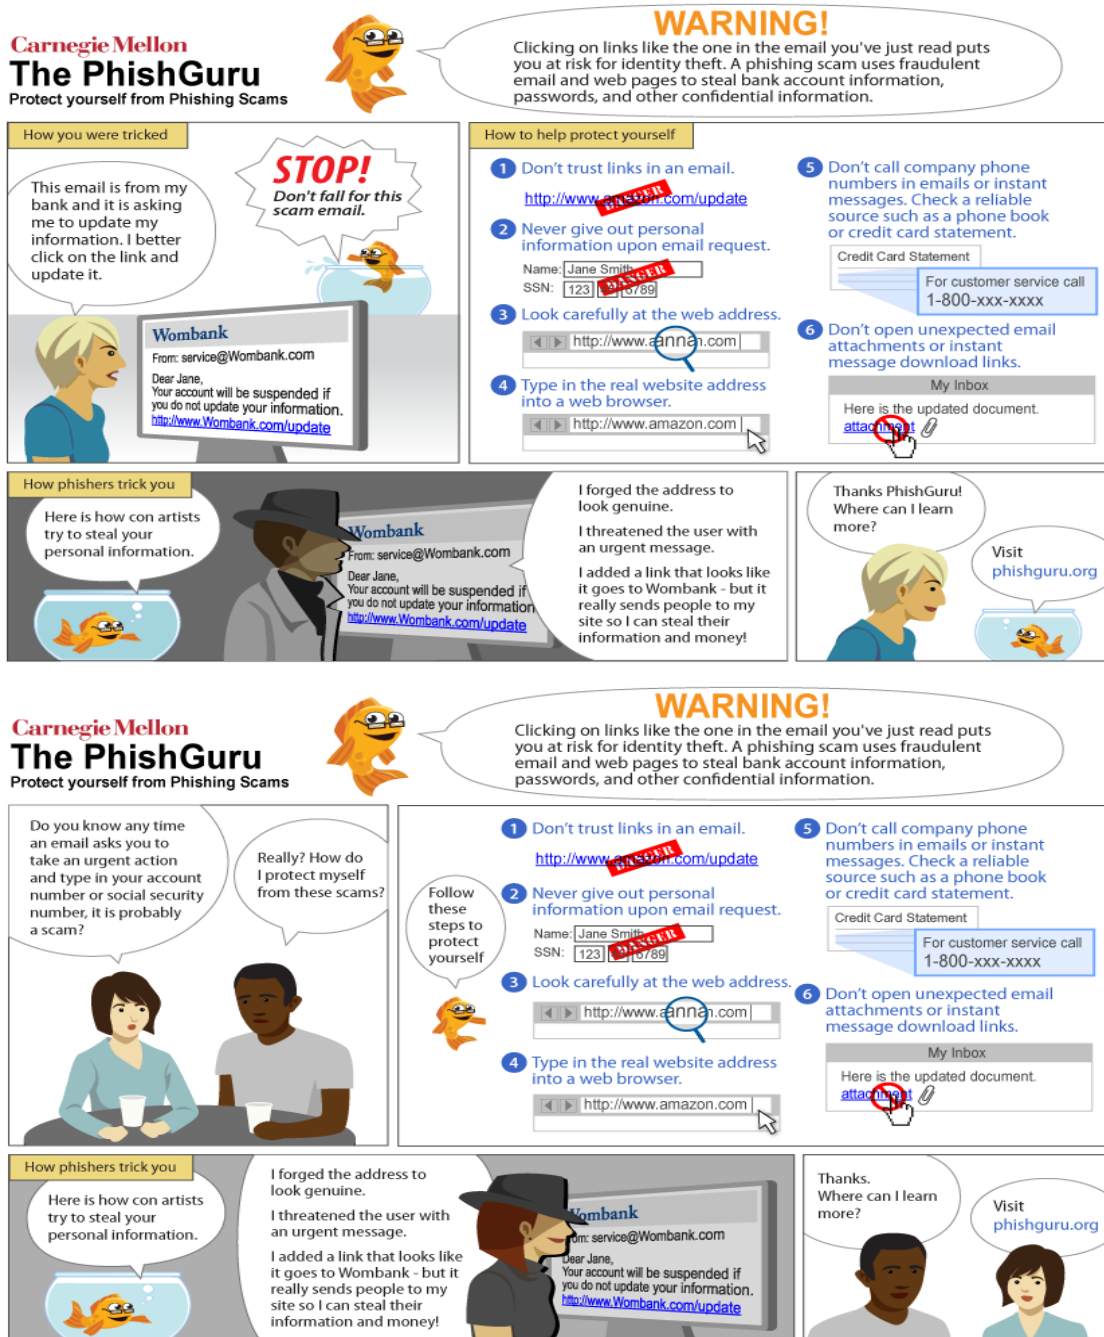 Carnegie Mellon
The PhishGuru
Protect yourself from Phishing Scams
WARNING!
Clicking on links like the one in the email you've just read puts
you at risk for identity theft. A phishing scam uses fraudulent
email and web pages to steal bank account information,
passwords, and other confidential information.
How you were tricked
This email is from my
bank and it is asking
me to update my
information. I better
click on the link and
update it.
STOP!
Don't fall for this
scam email.
Wombank
From: service@Wombank.com
Dear Jane,
Your account will be suspended if
you do not update your information.
http://www.Wombank.com/update
How to help protect yourself
1 Don't trust links in an email.
http://www.amazon.com/update
DANGER
2 Never give out personal
information upon email request.
Name: Jane Smith
SSN: 123 6789
DANGER
3 Look carefully at the web address.
http://www.annan.com
4 Type in the real website address
into a web browser.
http://www.amazon.com
5 Don't call company phone
numbers in emails or instant
messages. Check a reliable
source such as a phone book
or credit card statement.
Credit Card Statement
For customer service call
1-800-xxx-xxxx
6 Don't open unexpected email
attachments or instant
message download links.
My Inbox
Here is the updated document.
attachment
How phishers trick you
Here is how con artists
try to steal your
personal information.
Wombank
From: service@Wombank.com
Dear Jane,
Your account will be suspended if
you do not update your information
http://www.Wombank.com/update
I forged the address to
look genuine.
I threatened the user with
an urgent message.
I added a link that looks like
it goes to Wombank - but it
really sends people to my
site so I can steal their
information and money!
Thanks PhishGuru!
Where can I learn
more?
Visit
phishguru.org
Carnegie Mellon
The PhishGuru
Protect yourself from Phishing Scams
WARNING!
Clicking on links like the one in the email you've just read puts
you at risk for identity theft. A phishing scam uses fraudulent
email and web pages to steal bank account information,
passwords, and other confidential information.
Do you know any time
an email asks you to
take an urgent action
and type in your account
number or social security
number, it is probably
a scam?
Really? How do
I protect myself
from these scams?
Follow
these
steps to
protect
yourself
1 Don't trust links in an email.
http://www.amazon.com/update
DANGER
2 Never give out personal
information upon email request.
Name: Jane Smith
SSN: 123 6789
DANGER
3 Look carefully at the web address.
http://www.annan.com
4 Type in the real website address
into a web browser.
http://www.amazon.com
5 Don't call company phone
numbers in emails or instant
messages. Check a reliable
source such as a phone book
or credit card statement.
Credit Card Statement
For customer service call
1-800-xxx-xxxx
6 Don't open unexpected email
attachments or instant
message download links.
My Inbox
Here is the updated document.
attachment
How phishers trick you
Here is how con artists
try to steal your
personal information.
I forged the address to
look genuine.
I threatened the user with
an urgent message.
I added a link that looks like
it goes to Wombank - but it
really sends people to my
site so I can steal their
information and money!
Wombank
From: service@Wombank.com
Dear Jane,
Your account will be suspended if
you do not update your information.
http://www.Wombank.com/update
Thanks.
Where can I learn
more?
Visit
phishguru.org